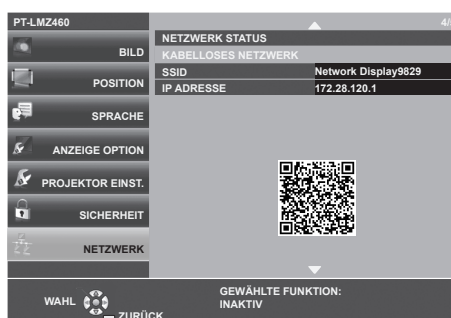 PT-LMZ460
4/
BILD
POSITION
SPRACHE
ANZEIGE OPTION
PROJEKTOR EINST.
SICHERHEIT
NETZWERK
NETZWERK STATUS
KABELLOSES NETZWERK
SSID Network Display9829
IP ADRESSE 172.28.120.1
WAHL
ZURÜCK
GEWÄHLTE FUNKTION:
INAKTIV